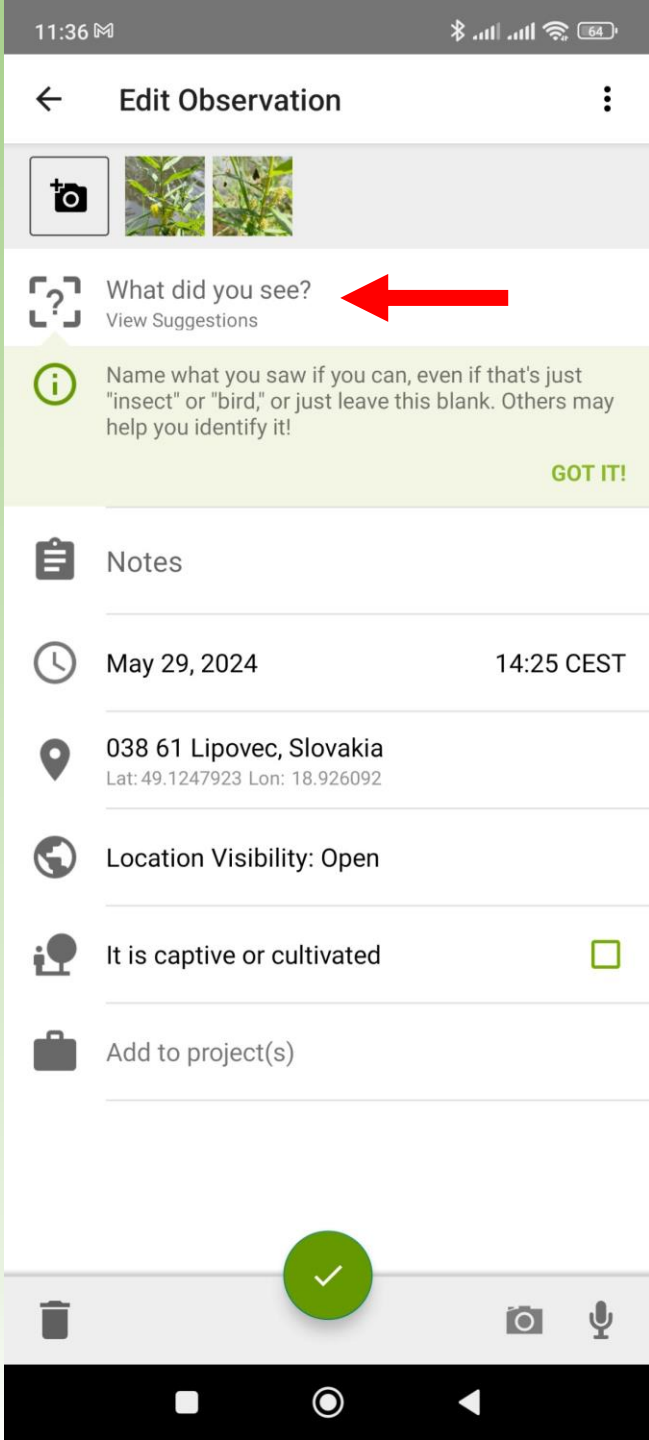 11:36 64
Edit Observation
What did you see?
View Suggestions
Name what you saw if you can, even if that's just
"insect" or "bird," or just leave this blank. Others may
help you identify it!
GOT IT!
Notes
May 29, 2024 14:25 CEST
038 61 Lipovec, Slovakia
Lat: 49.1247923 Lon: 18.926092
Location Visibility: Open
It is captive or cultivated
Add to project(s)